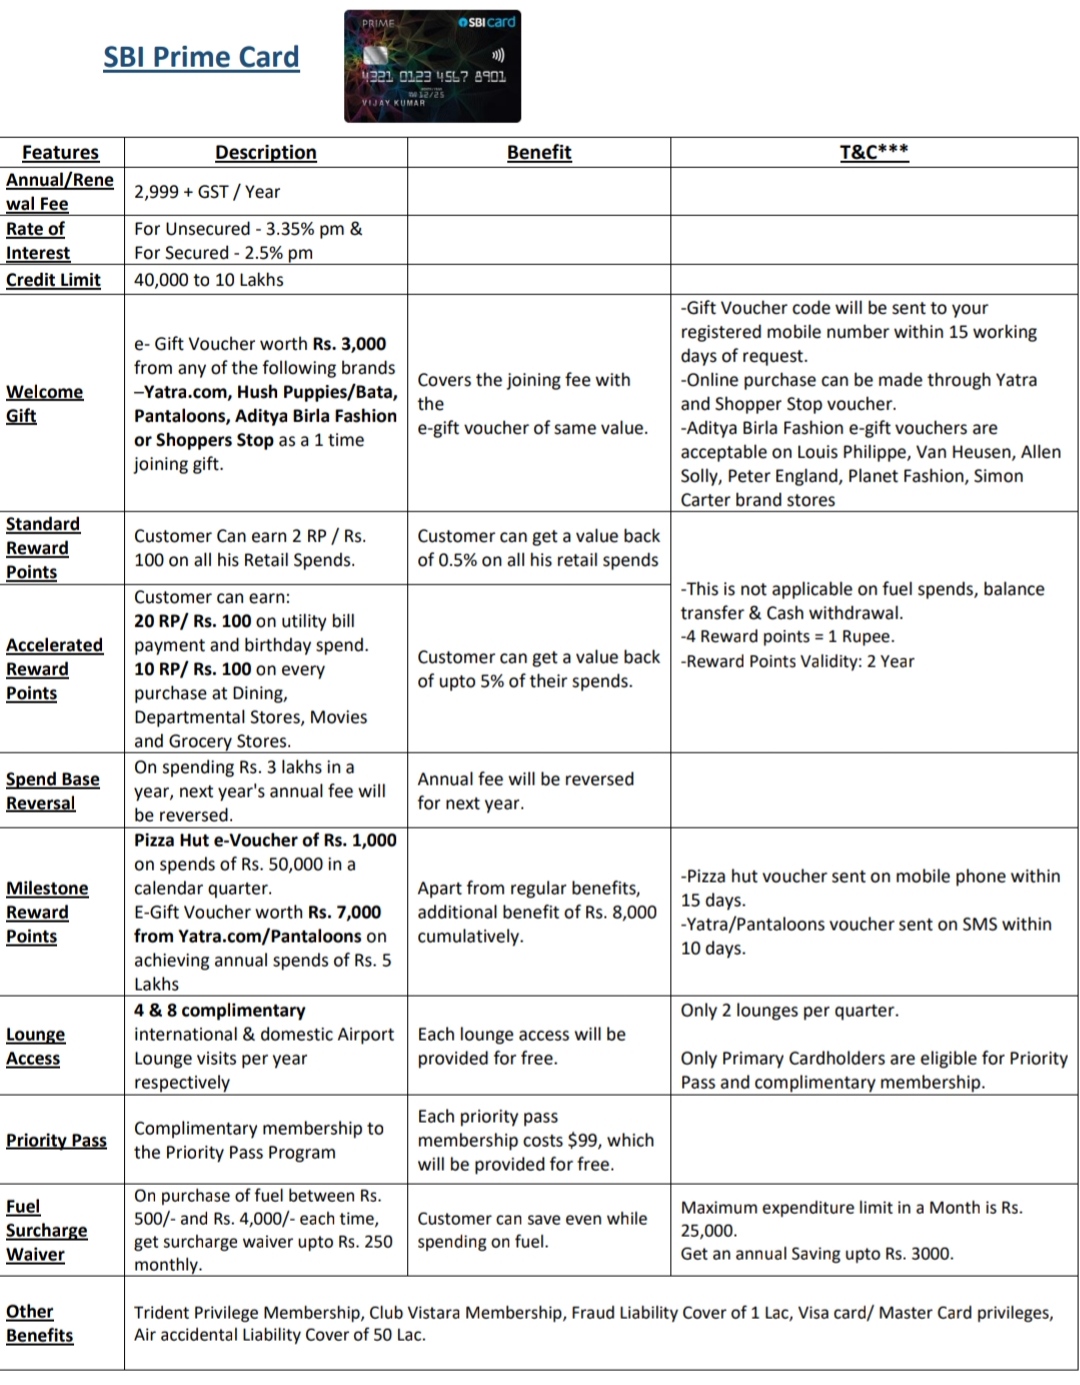 SBI Prime Card
PRIME
SBI card
4321 0123 4567 8901
12/25
VIJAY KUMAR
Features
Description
Benefit
T&C***
Annual/Rene
wal Fee
2,999 + GST / Year
Rate of
Interest
For Unsecured - 3.35% pm &
For Secured - 2.5% pm
Credit Limit
40,000 to 10 Lakhs
Welcome
Gift
e- Gift Voucher worth Rs. 3,000
from any of the following brands
–Yatra.com, Hush Puppies/Bata,
Pantaloons, Aditya Birla Fashion
or Shoppers Stop as a 1 time
joining gift.
Covers the joining fee with
the
e-gift voucher of same value.
-Gift Voucher code will be sent to your
registered mobile number within 15 working
days of request.
-Online purchase can be made through Yatra
and Shopper Stop voucher.
-Aditya Birla Fashion e-gift vouchers are
acceptable on Louis Philippe, Van Heusen, Allen
Solly, Peter England, Planet Fashion, Simon
Carter brand stores
Standard
Reward
Points
Customer Can earn 2 RP / Rs.
100 on all his Retail Spends.
Customer can get a value back
of 0.5% on all his retail spends
-This is not applicable on fuel spends, balance
transfer & Cash withdrawal.
-4 Reward points = 1 Rupee.
-Reward Points Validity: 2 Year
Accelerated
Reward
Points
Customer can earn:
20 RP/ Rs. 100 on utility bill
payment and birthday spend.
10 RP/ Rs. 100 on every
purchase at Dining,
Departmental Stores, Movies
and Grocery Stores.
Customer can get a value back
of upto 5% of their spends.
Spend Base
Reversal
On spending Rs. 3 lakhs in a
year, next year's annual fee will
be reversed.
Annual fee will be reversed
for next year.
Milestone
Reward
Points
Pizza Hut e-Voucher of Rs. 1,000
on spends of Rs. 50,000 in a
calendar quarter.
E-Gift Voucher worth Rs. 7,000
from Yatra.com/Pantaloons on
achieving annual spends of Rs. 5
Lakhs
Apart from regular benefits,
additional benefit of Rs. 8,000
cumulatively.
-Pizza hut voucher sent on mobile phone within
15 days.
-Yatra/Pantaloons voucher sent on SMS within
10 days.
Lounge
Access
4 & 8 complimentary
international & domestic Airport
Lounge visits per year
respectively
Each lounge access will be
provided for free.
Only 2 lounges per quarter.
Only Primary Cardholders are eligible for Priority
Pass and complimentary membership.
Priority Pass
Complimentary membership to
the Priority Pass Program
Each priority pass
membership costs $99, which
will be provided for free.
Fuel
Surcharge
Waiver
On purchase of fuel between Rs.
500/- and Rs. 4,000/- each time,
get surcharge waiver upto Rs. 250
monthly.
Customer can save even while
spending on fuel.
Maximum expenditure limit in a Month is Rs.
25,000.
Get an annual Saving upto Rs. 3000.
Other
Benefits
Trident Privilege Membership, Club Vistara Membership, Fraud Liability Cover of 1 Lac, Visa card/ Master Card privileges,
Air accidental Liability Cover of 50 Lac.